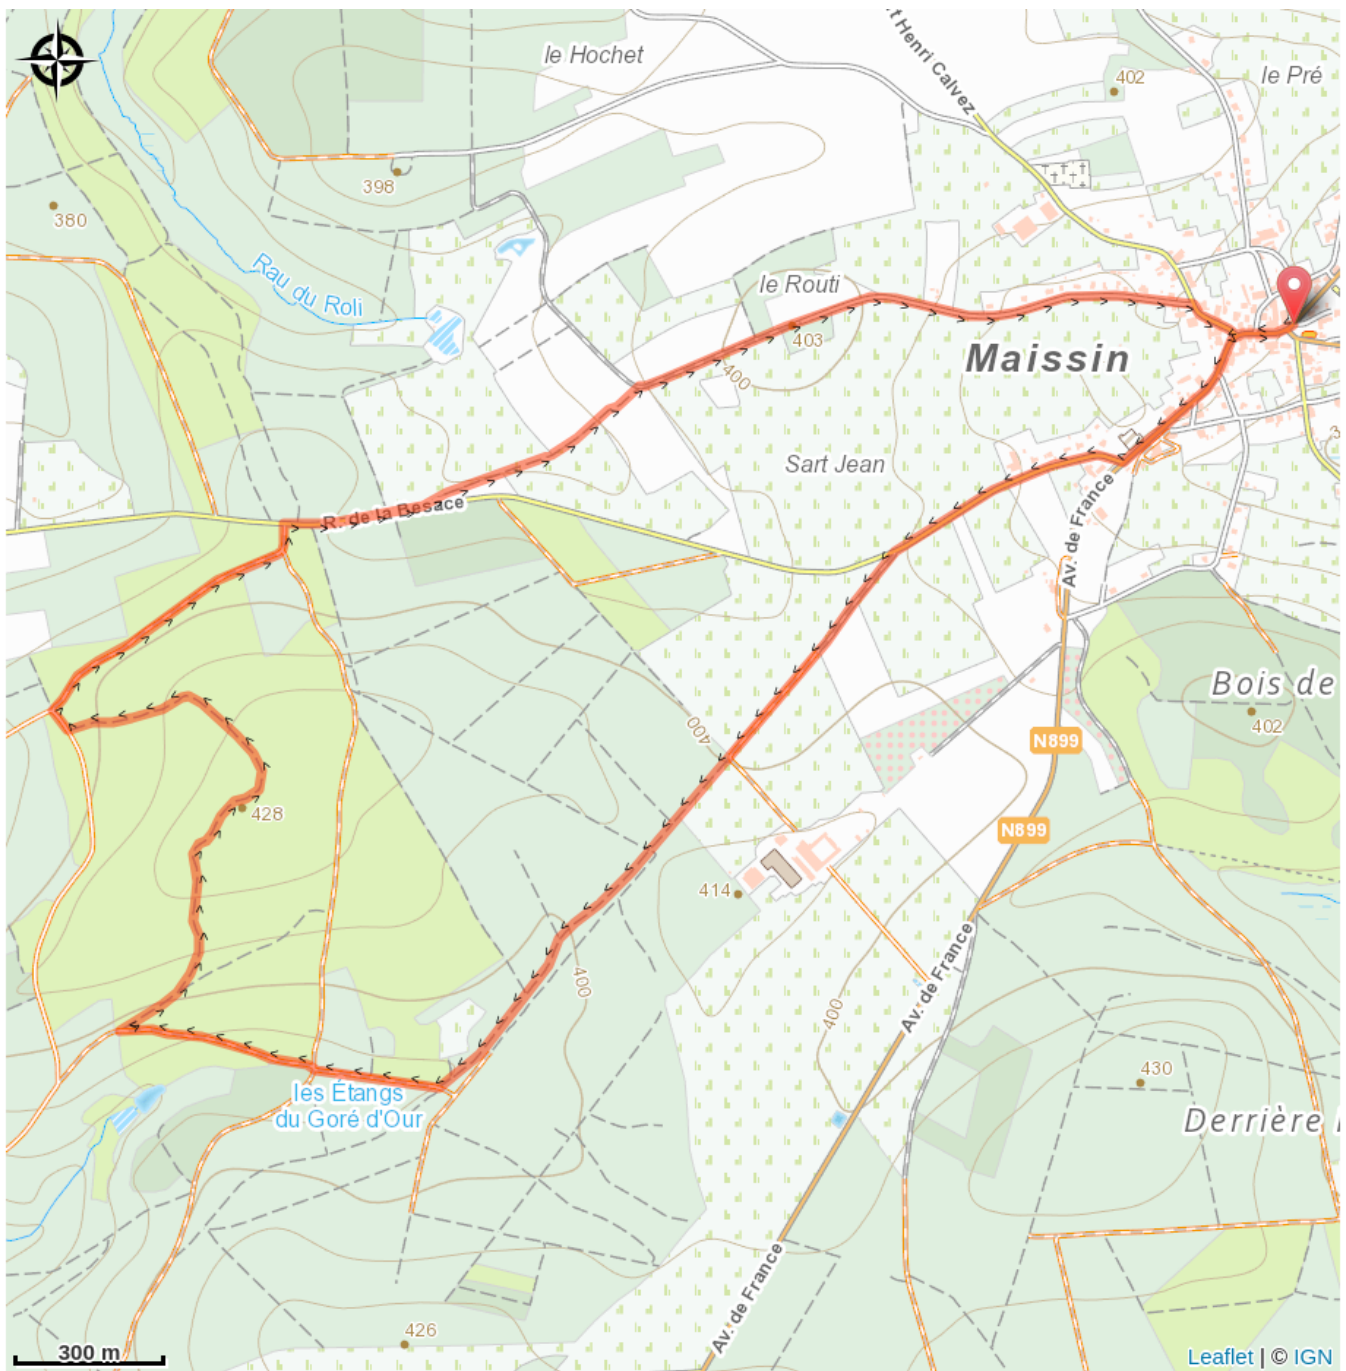 le Hochet
t Henri Calvez
le Pré
402
398
380
Rau du Roli
le Routi
403
400
Maissin
Sart Jean
R. de la Besace
Av. de France
3
Bois de
402
400
N899
N899
428
414
400
400
Av. de France
430
les Étangs
du Goré d'Our
Derrière
426
Av. de France
300 m
Leaflet | © IGN